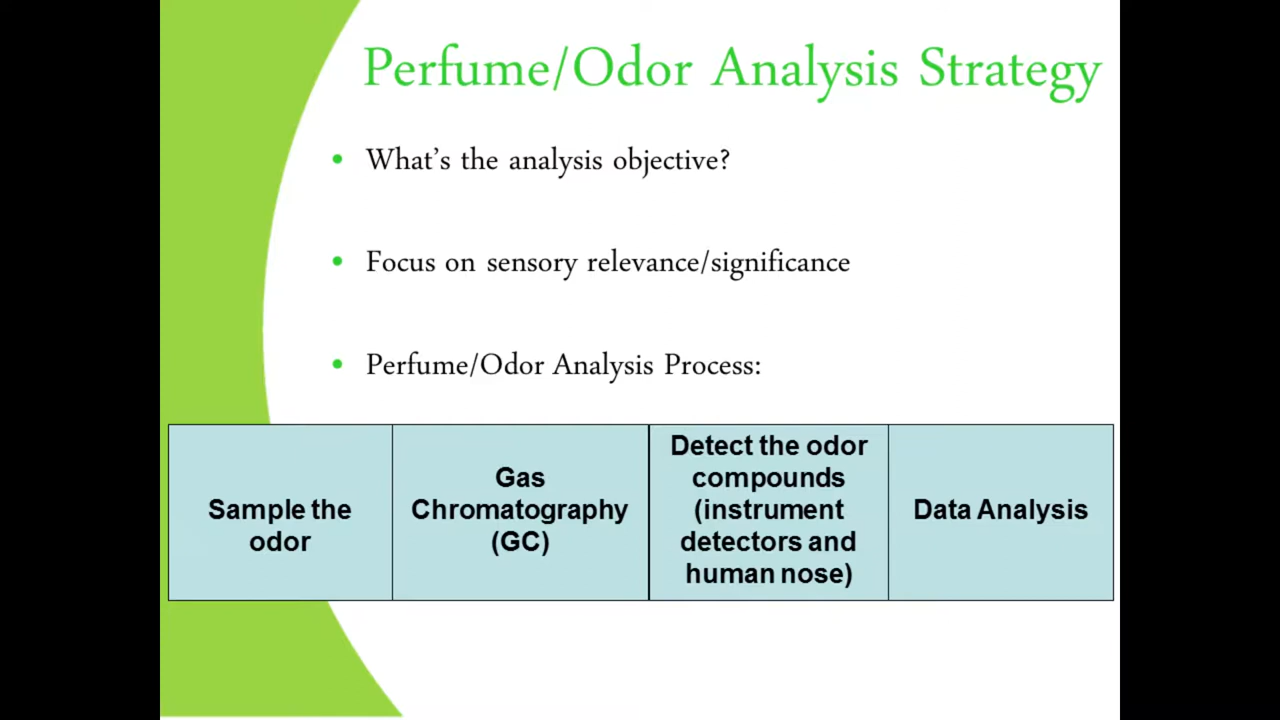 Perfume/Odor Analysis Strategy
• What’s the analysis objective?
• Focus on sensory relevance/significance
• Perfume/Odor Analysis Process:
Sample the
odor
Gas
Chromatography
(GC)
Detect the odor
compounds
(instrument
detectors and
human nose)
Data Analysis